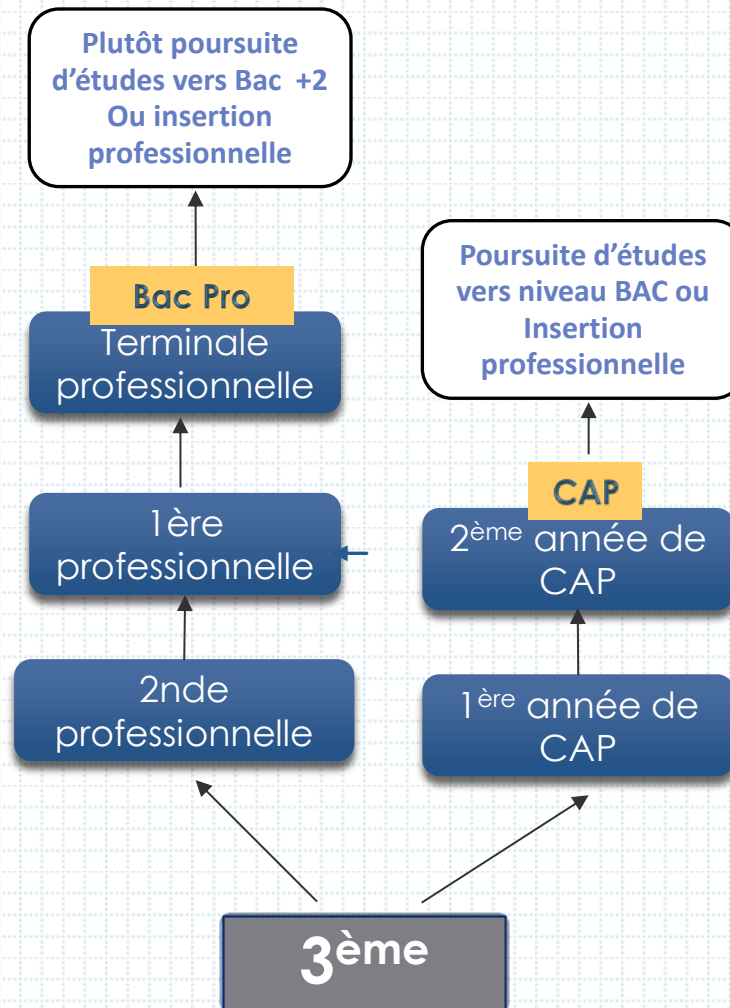 Plutôt poursuite
d'études vers Bac +2
Ou insertion
professionnelle
Bac Pro
Terminale
professionnelle
1ère
professionnelle
2nde
professionnelle
Poursuite d'études
vers niveau BAC ou
Insertion
professionnelle
CAP
2ème année de
CAP
1ère année de
CAP
3ème